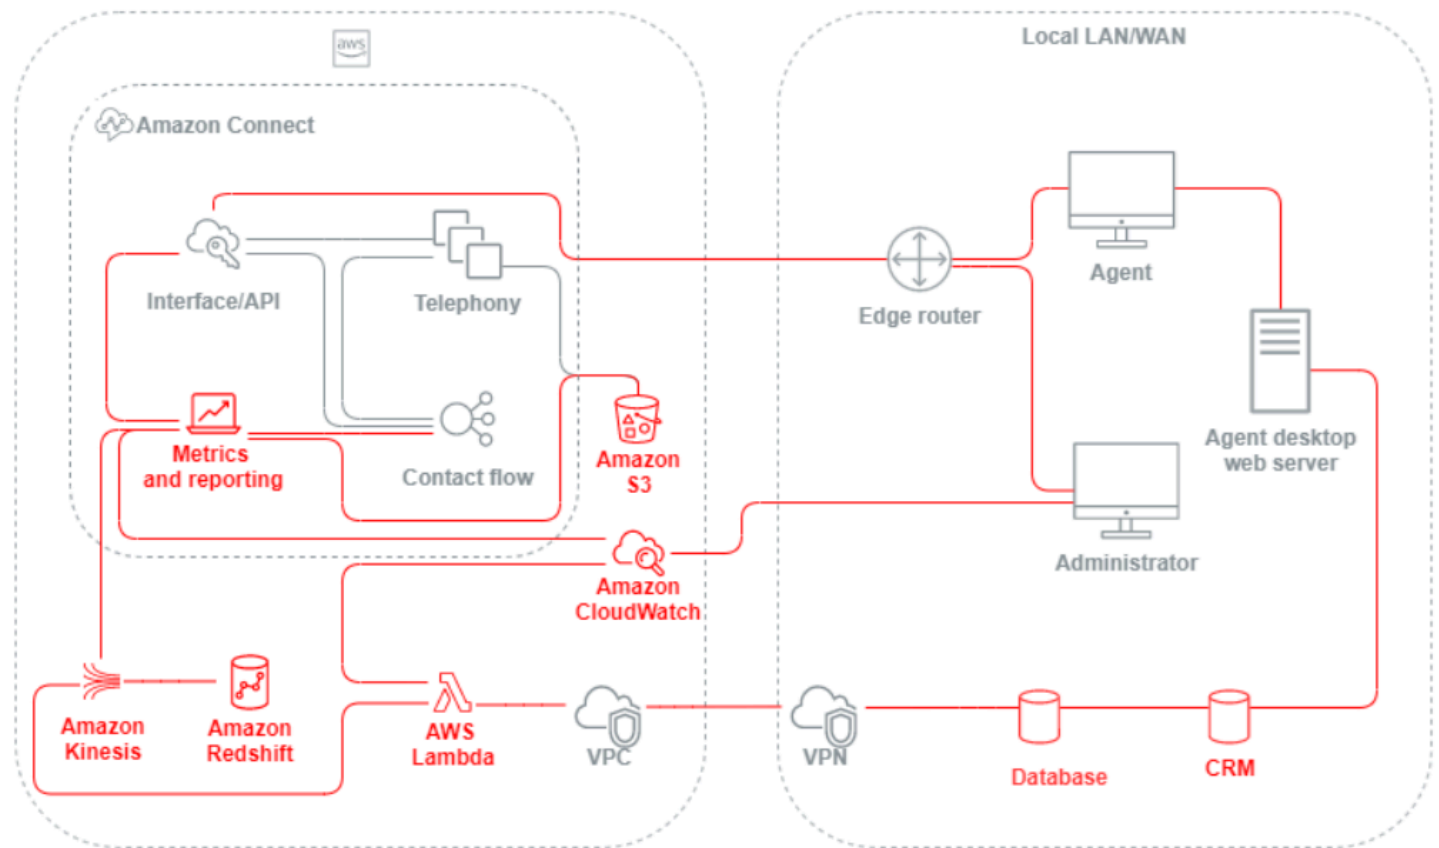 aws
Local LAN/WAN
Amazon Connect
Interface/API
Telephony
Edge router
Agent
Metrics
and reporting
Contact flow
Amazon
S3
Agent desktop
web server
Administrator
Amazon
CloudWatch
Amazon
Kinesis
Amazon
Redshift
AWS
Lambda
VPC
VPN
Database
CRM